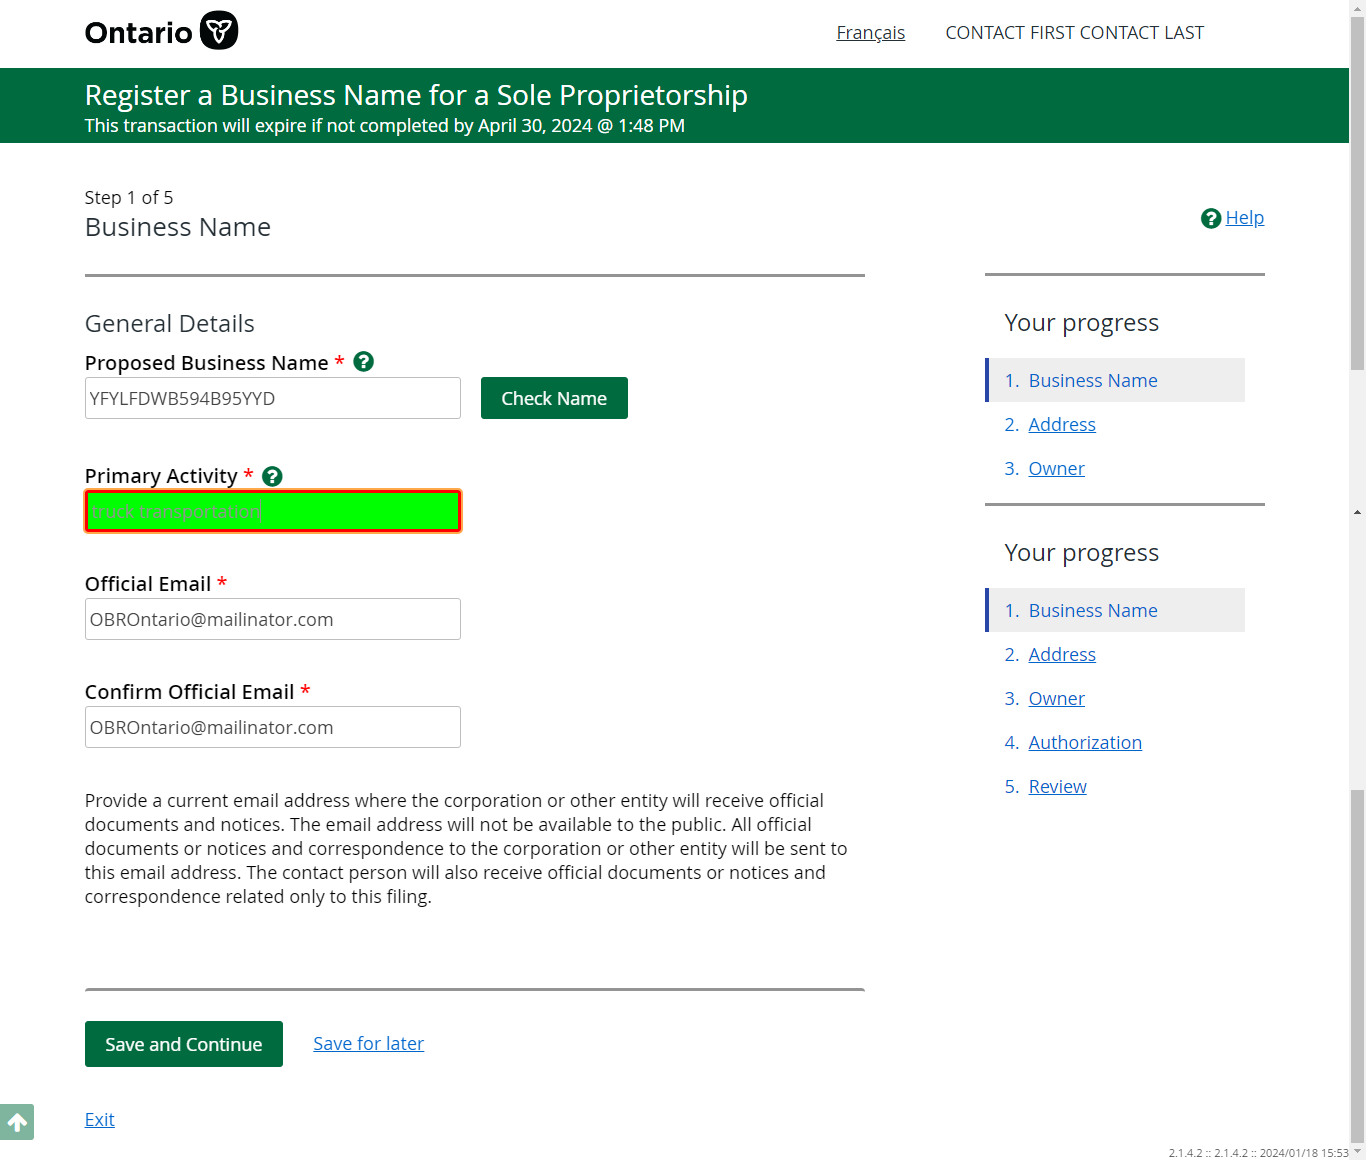 Ontario
Français
CONTACT FIRST CONTACT LAST
Register a Business Name for a Sole Proprietorship
This transaction will expire if not completed by April 30, 2024 @ 1:48 PM
Step 1 of 5
Business Name
? Help
General Details
Proposed Business Name * ?
YFYLFDWB594B95YYD
Check Name
Primary Activity * ?
truck transportation
Official Email *
OBROntario@mailinator.com
Confirm Official Email *
OBROntario@mailinator.com
Provide a current email address where the corporation or other entity will receive official
documents and notices. The email address will not be available to the public. All official
documents or notices and correspondence to the corporation or other entity will be sent to
this email address. The contact person will also receive official documents or notices and
correspondence related only to this filing.
Save and Continue
Save for later
Exit
Your progress
1. Business Name
2. Address
3. Owner
Your progress
1. Business Name
2. Address
3. Owner
4. Authorization
5. Review
2.1.4.2 :: 2.1.4.2 :: 2024/01/18 15:53